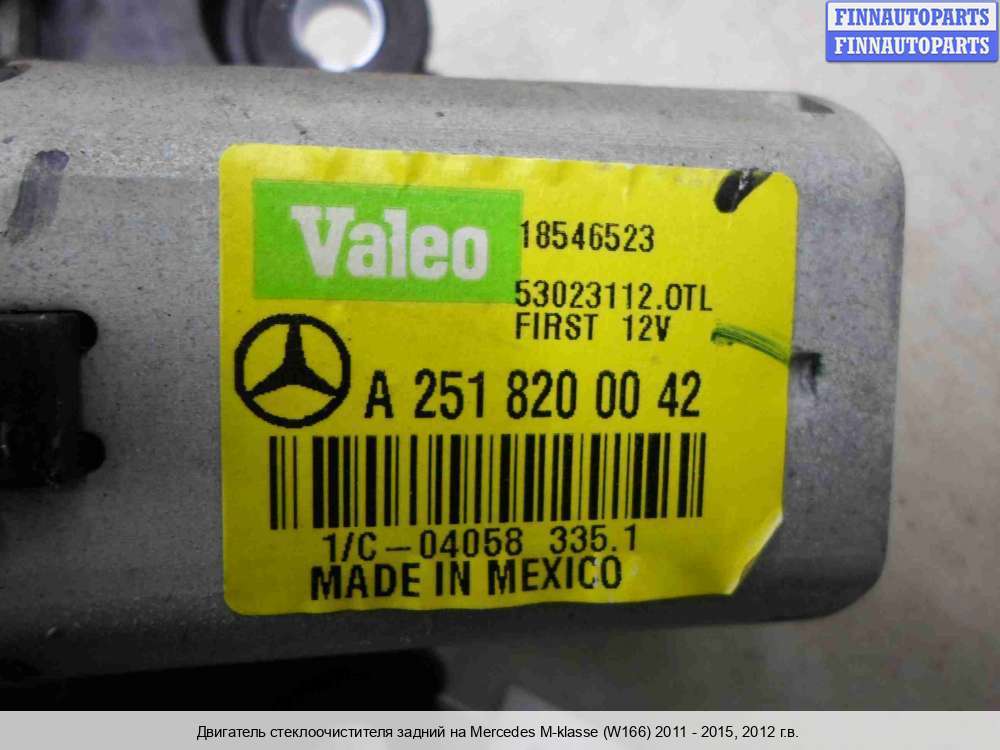 FINNAUTOPARTS
FINNAUTOPARTS
Valeo
18546523
53023112.OTL
FIRST 12V
A 251 820 00 42
1/C-04058 335.1
MADE IN MEXICO
Двигатель стеклоочистителя задний на Mercedes M-klasse (W166) 2011 - 2015, 2012 г.в.